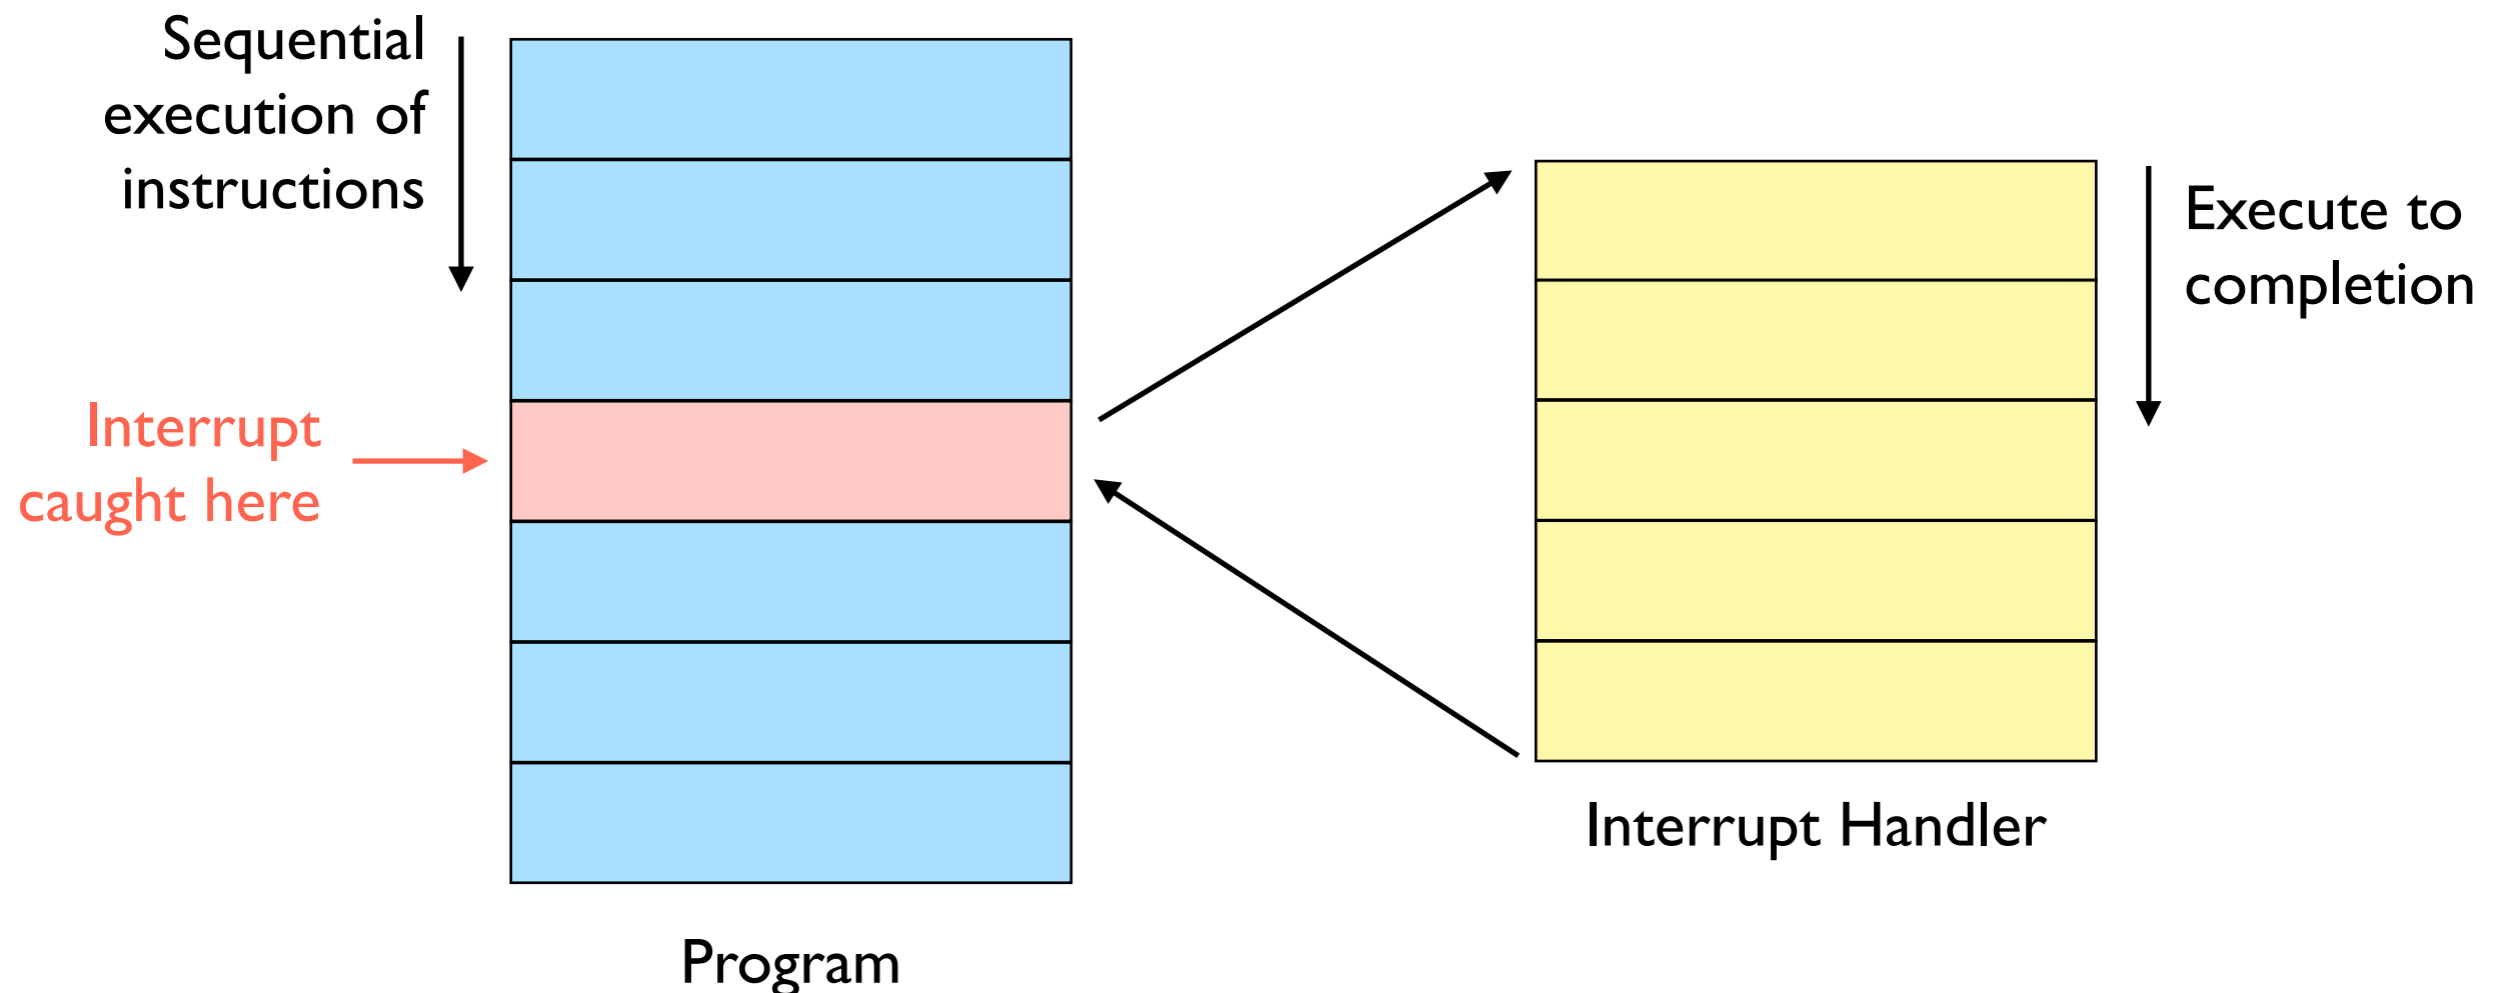 Sequential
execution of
instructions
Interrupt
caught here
Execute to
completion
Interrupt Handler
Program